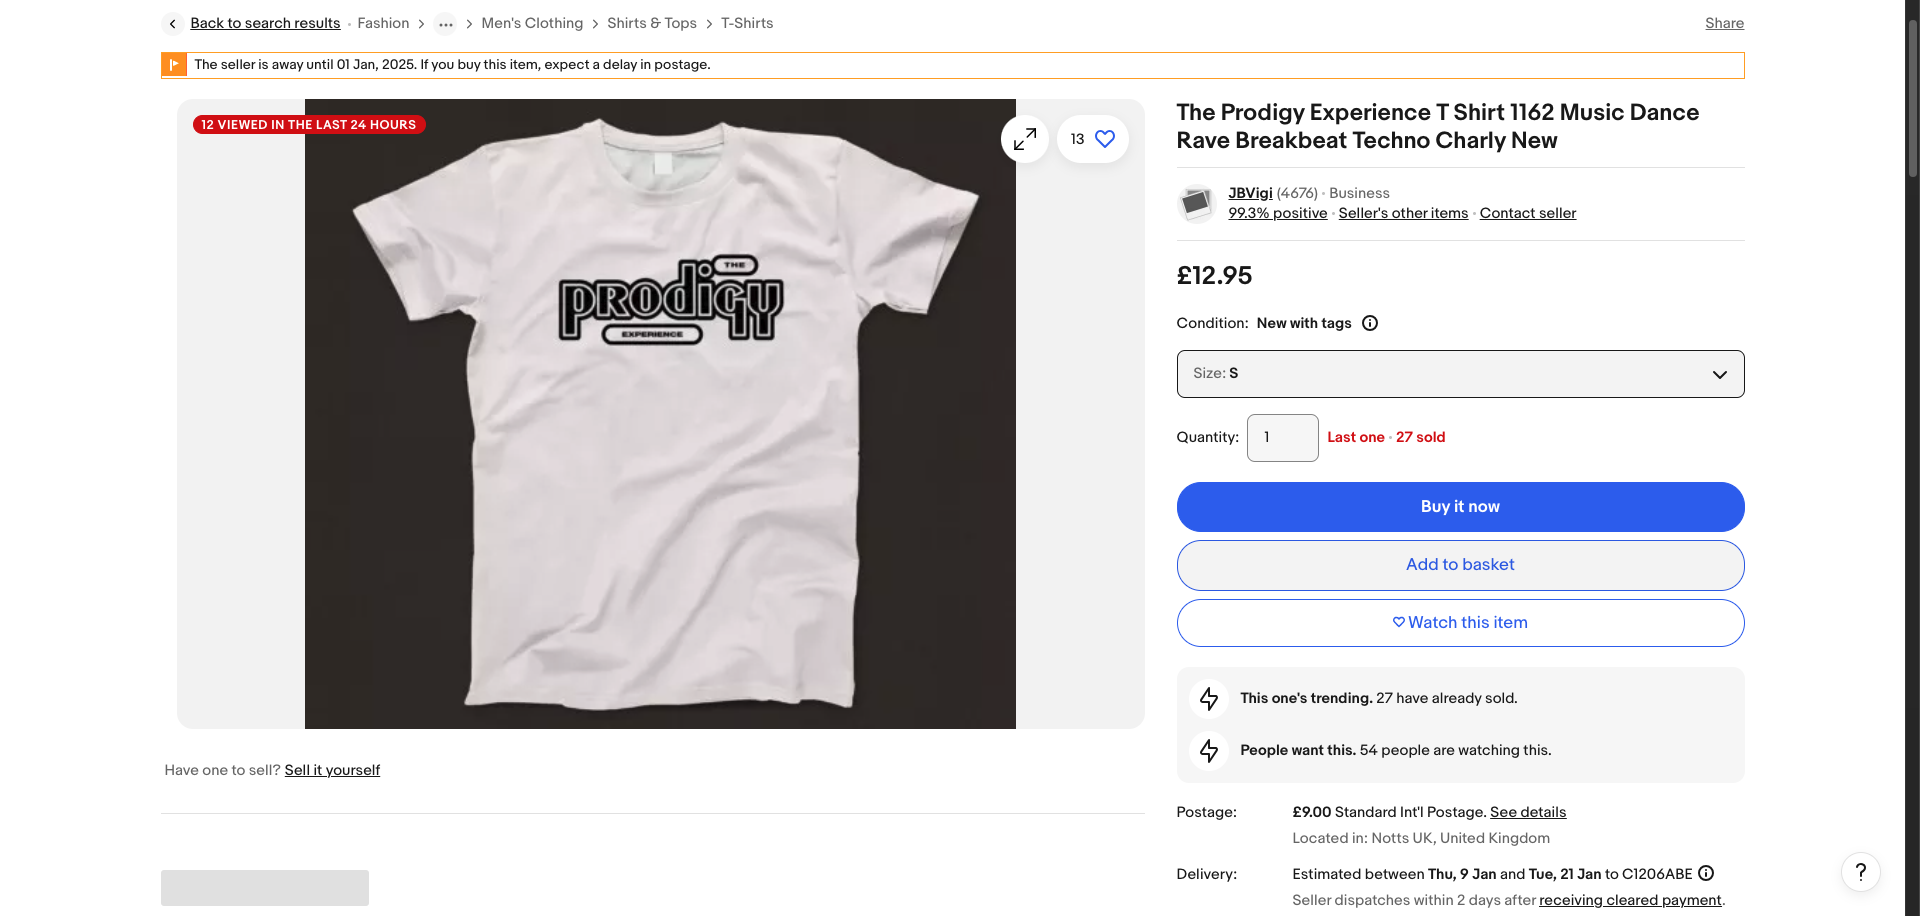 Back to search results · Fashion > ... > Men's Clothing > Shirts & Tops > T-Shirts
Share
The seller is away until 01 Jan, 2025. If you buy this item, expect a delay in postage.
12 VIEWED IN THE LAST 24 HOURS
13
THE
prodigy
EXPERIENCE
Have one to sell? Sell it yourself
The Prodigy Experience T Shirt 1162 Music Dance
Rave Breakbeat Techno Charly New
JBVigi (4676) · Business
99.3% positive · Seller's other items · Contact seller
£12.95
Condition: New with tags
Size: S
Quantity: 1 Last one · 27 sold
Buy it now
Add to basket
Watch this item
This one's trending. 27 have already sold.
People want this. 54 people are watching this.
Postage: £9.00 Standard Int'l Postage. See details
Located in: Notts UK, United Kingdom
Delivery: Estimated between Thu, 9 Jan and Tue, 21 Jan to C1206ABE
Seller dispatches within 2 days after receiving cleared payment.
?